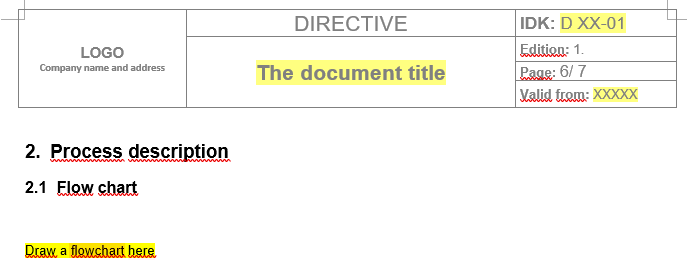 LOGO
Company name and address
DIRECTIVE
The document title
IDK: D XX-01
Edition: 1.
Page: 6/ 7
Valid from: XXXXX
2. Process description
2.1 Flow chart
Draw a flowchart here